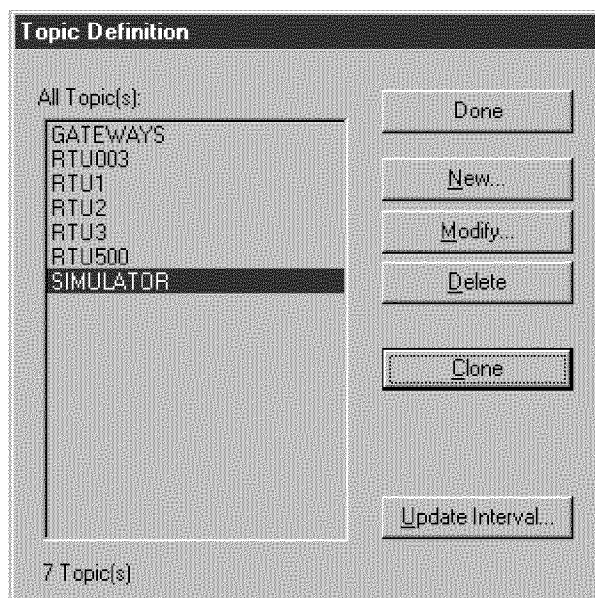 Topic Definition
All Topic(s):
GATEWAYS
RTU003
RTU1
RTU2
RTU3
RTU500
SIMULATOR
Done
New...
Modify...
Delete
Clone
Update Interval...
7 Topic(s)